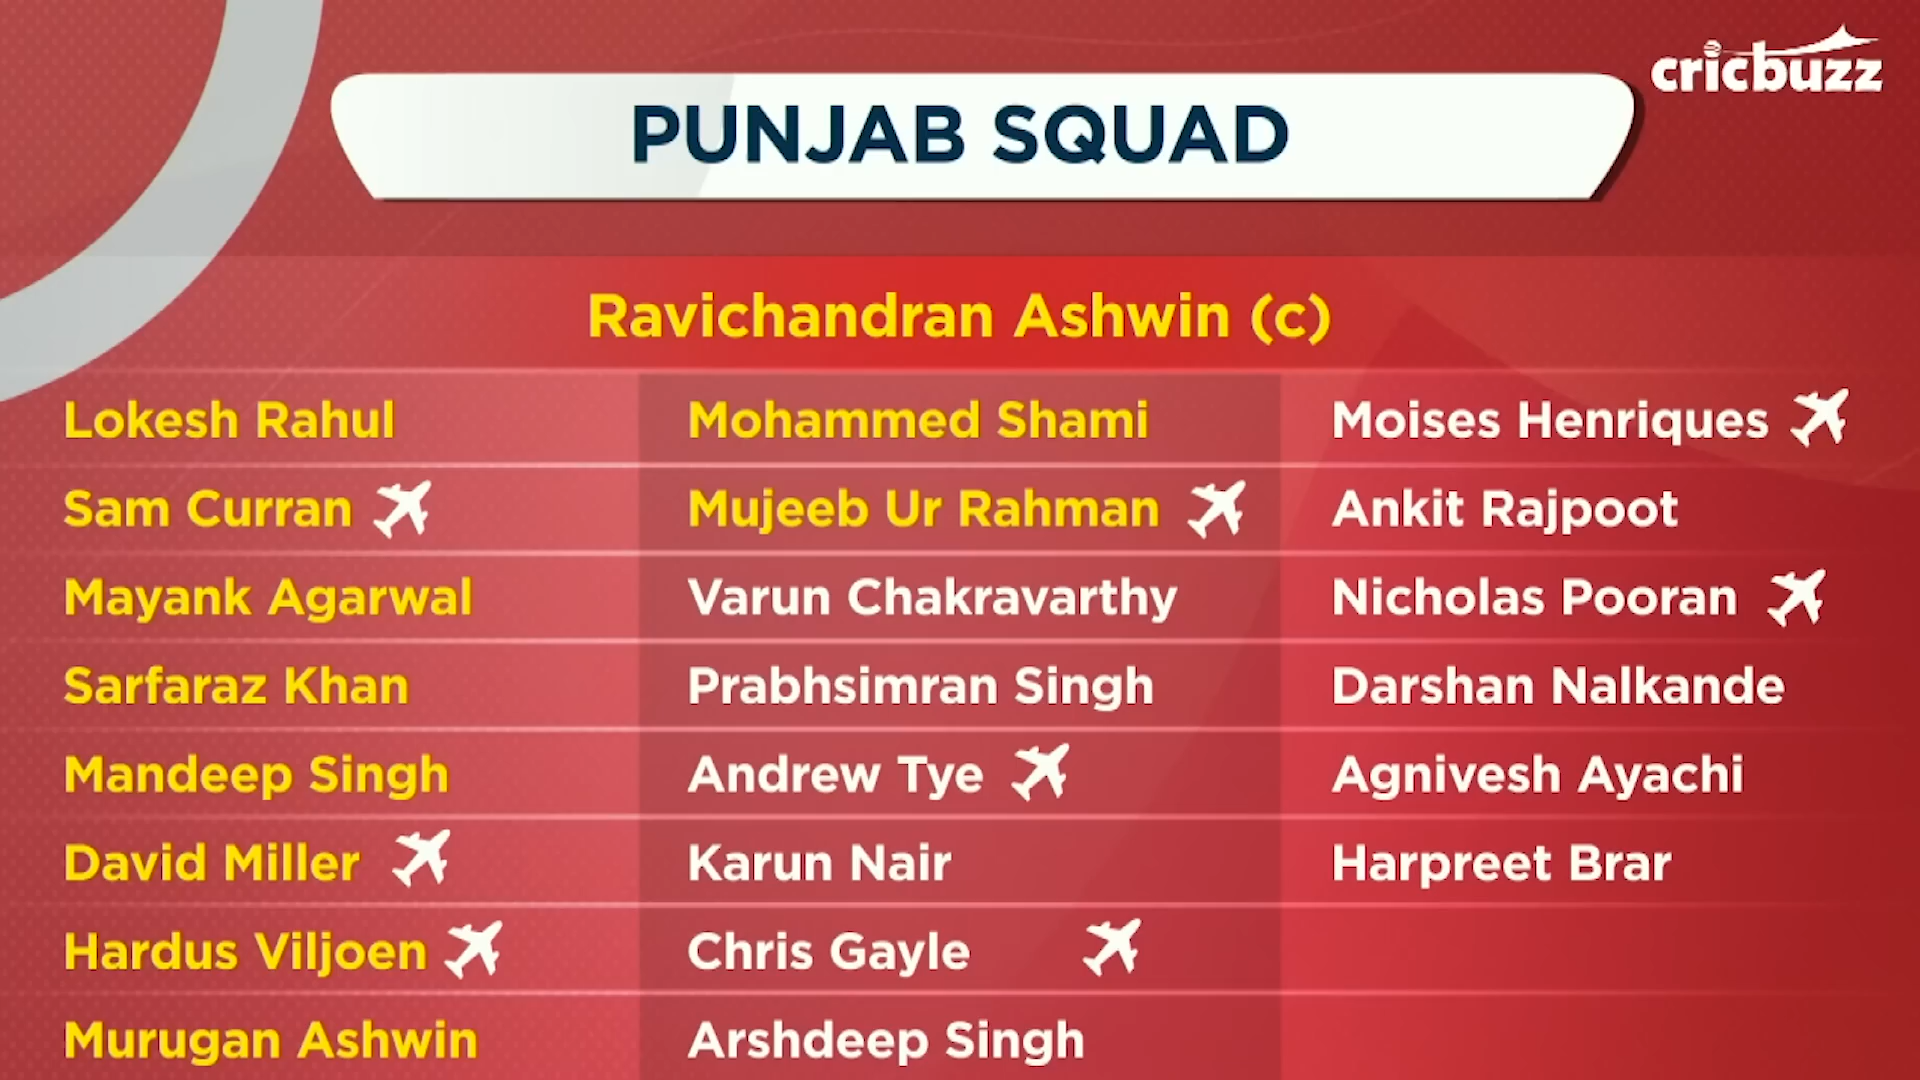 cricbuzz
PUNJAB SQUAD
Ravichandran Ashwin (c)
Lokesh Rahul
Sam Curran
Mayank Agarwal
Sarfaraz Khan
Mandeep Singh
David Miller
Hardus Viljoen
Murugan Ashwin
Mohammed Shami
Mujeeb Ur Rahman
Varun Chakravarthy
Prabhsimran Singh
Andrew Tye
Karun Nair
Chris Gayle
Arshdeep Singh
Moises Henriques
Ankit Rajpoot
Nicholas Pooran
Darshan Nalkande
Agnivesh Ayachi
Harpreet Brar